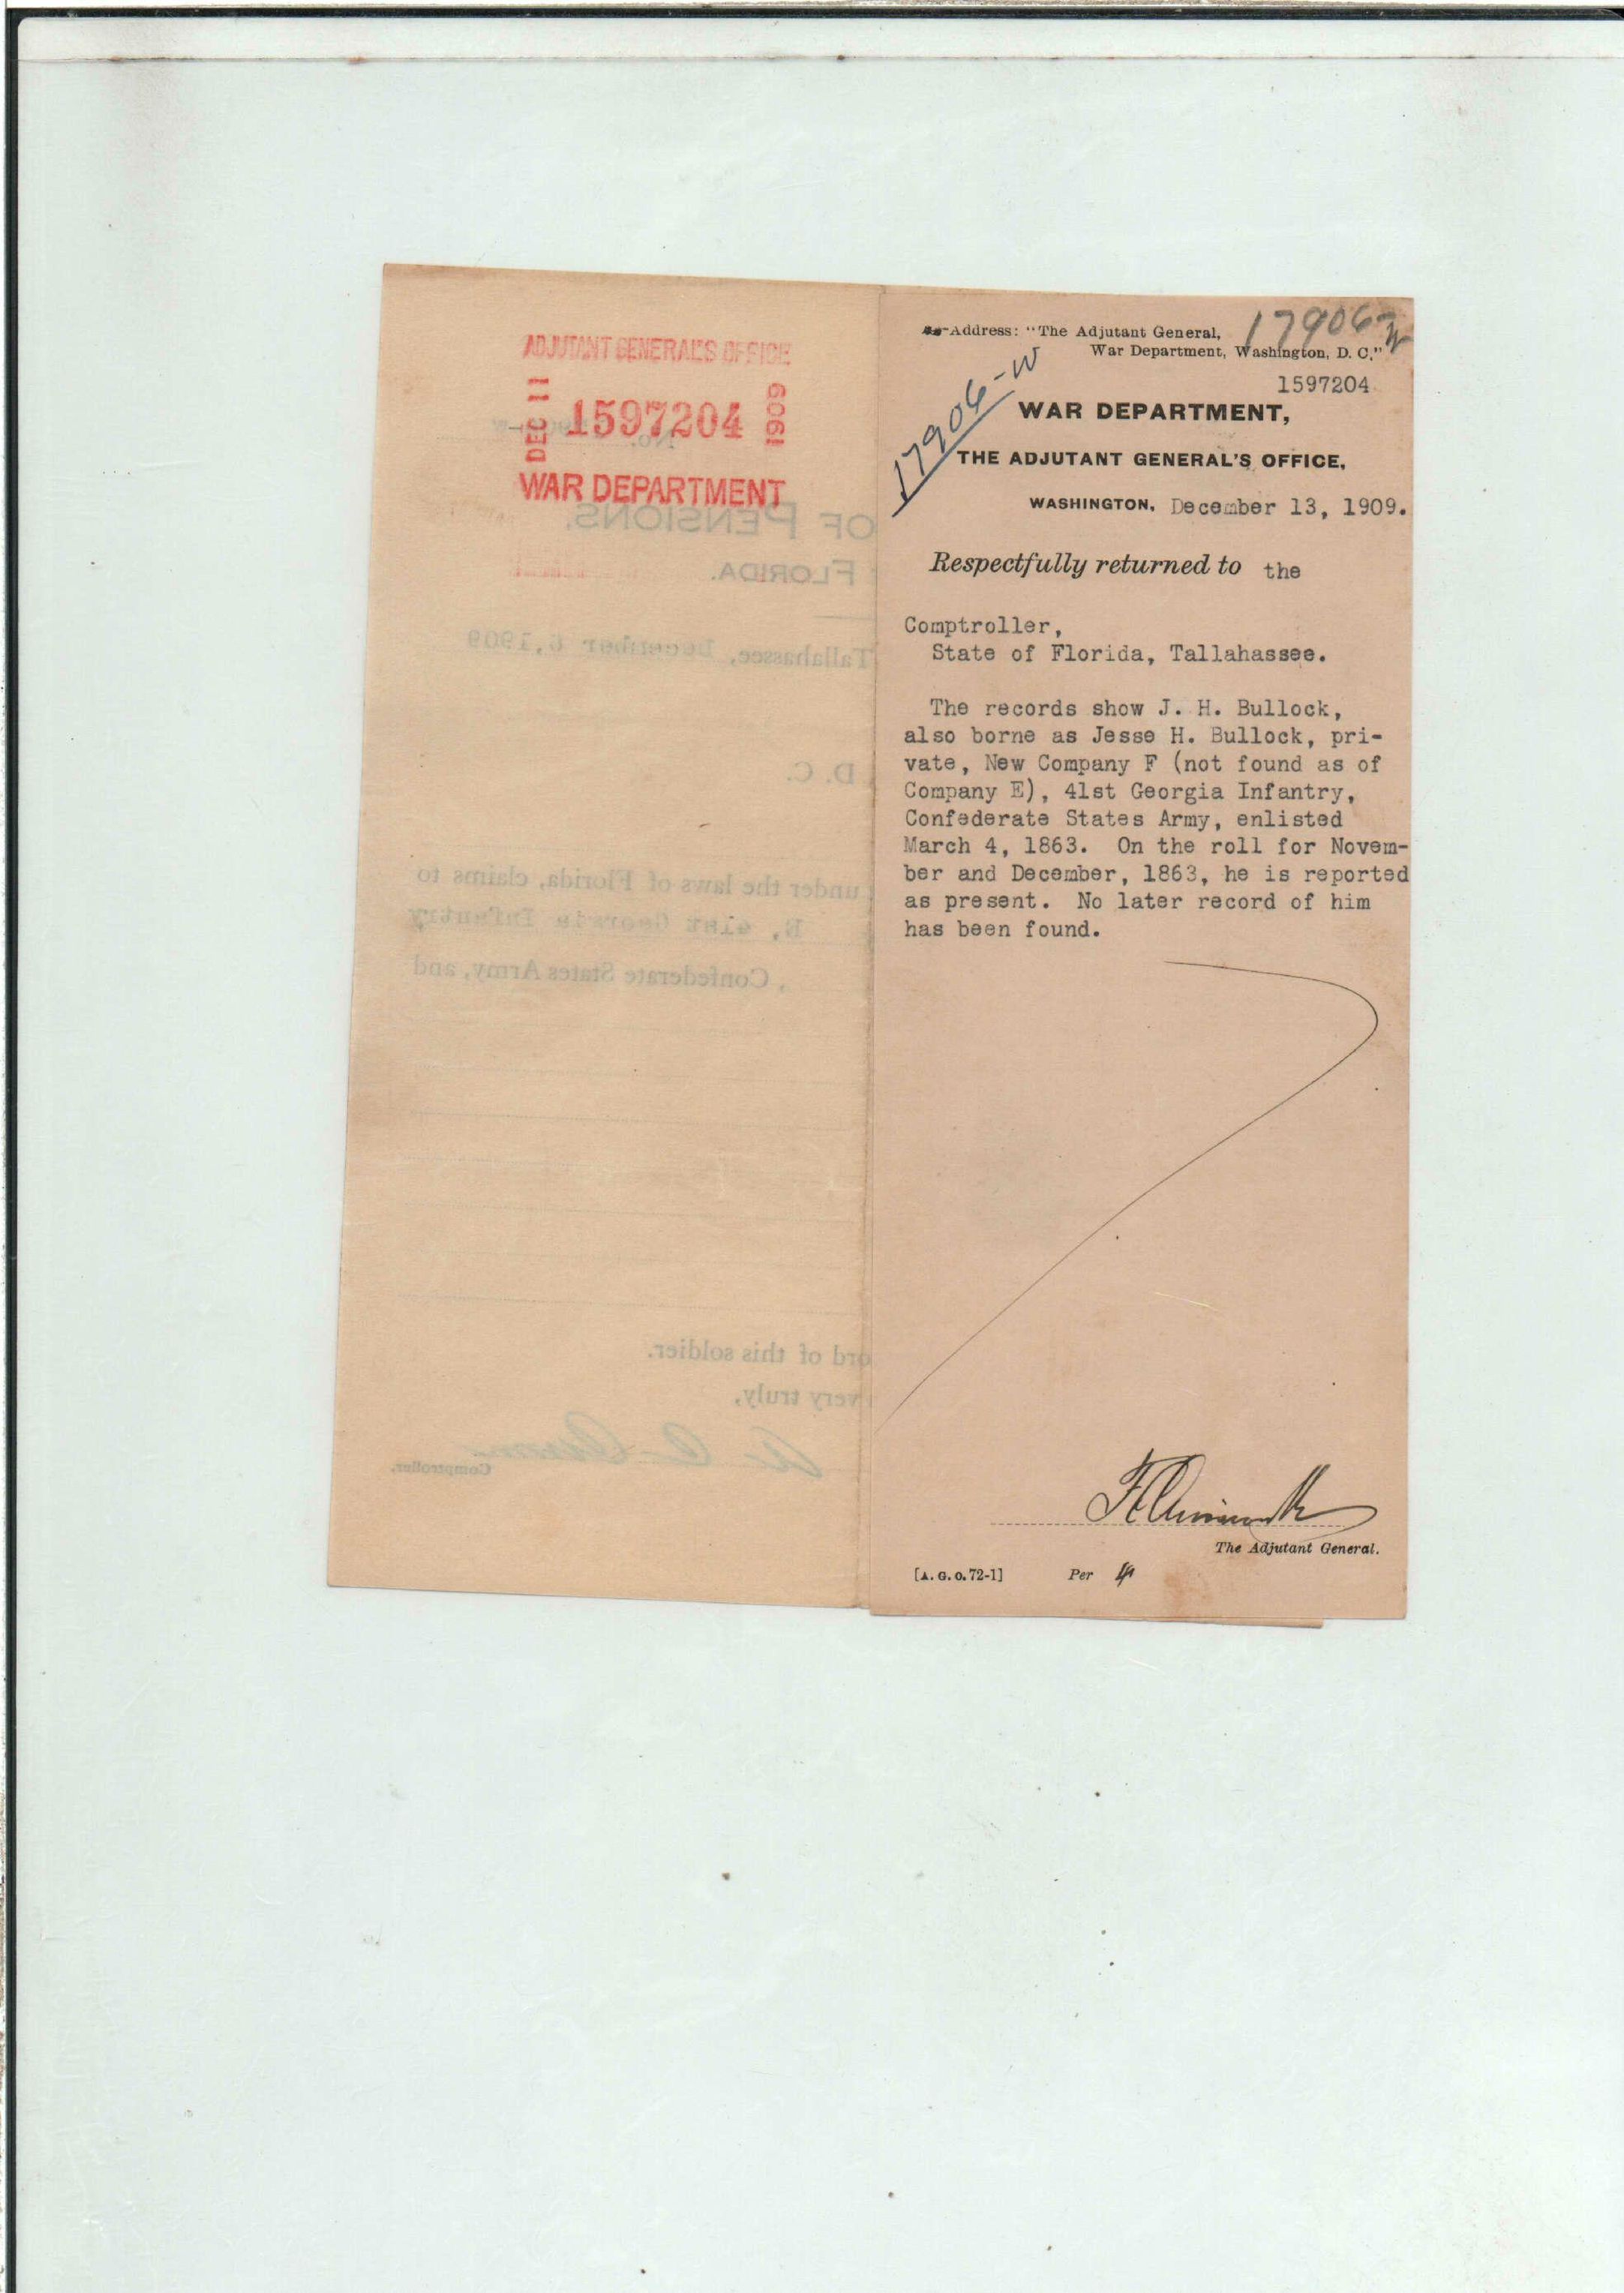 ADJUTANT GENERAL'S OFFICE
DEC 11 1597204 1909
WAR DEPARTMENT
OF PENSIONS.
FLORIDA.
Tallahassee, December 6, 1909
D. C.
under the laws of Florida, claims to
E, 41st Georgia Infantry
, Confederate States Army, and
ord of this soldier.
very truly,
Comptroller.
17906
Address: "The Adjutant General,
War Department, Washington, D. C."
17906-W
1597204
WAR DEPARTMENT,
THE ADJUTANT GENERAL'S OFFICE,
WASHINGTON, December 13, 1909.
Respectfully returned to the
Comptroller,
State of Florida, Tallahassee.
The records show J. H. Bullock,
also borne as Jesse H. Bullock, pri-
vate, New Company F (not found as of
Company E), 41st Georgia Infantry,
Confederate States Army, enlisted
March 4, 1863. On the roll for Novem-
ber and December, 1863, he is reported
as present. No later record of him
has been found.
The Adjutant General.
[A. G. O. 72-1] Per